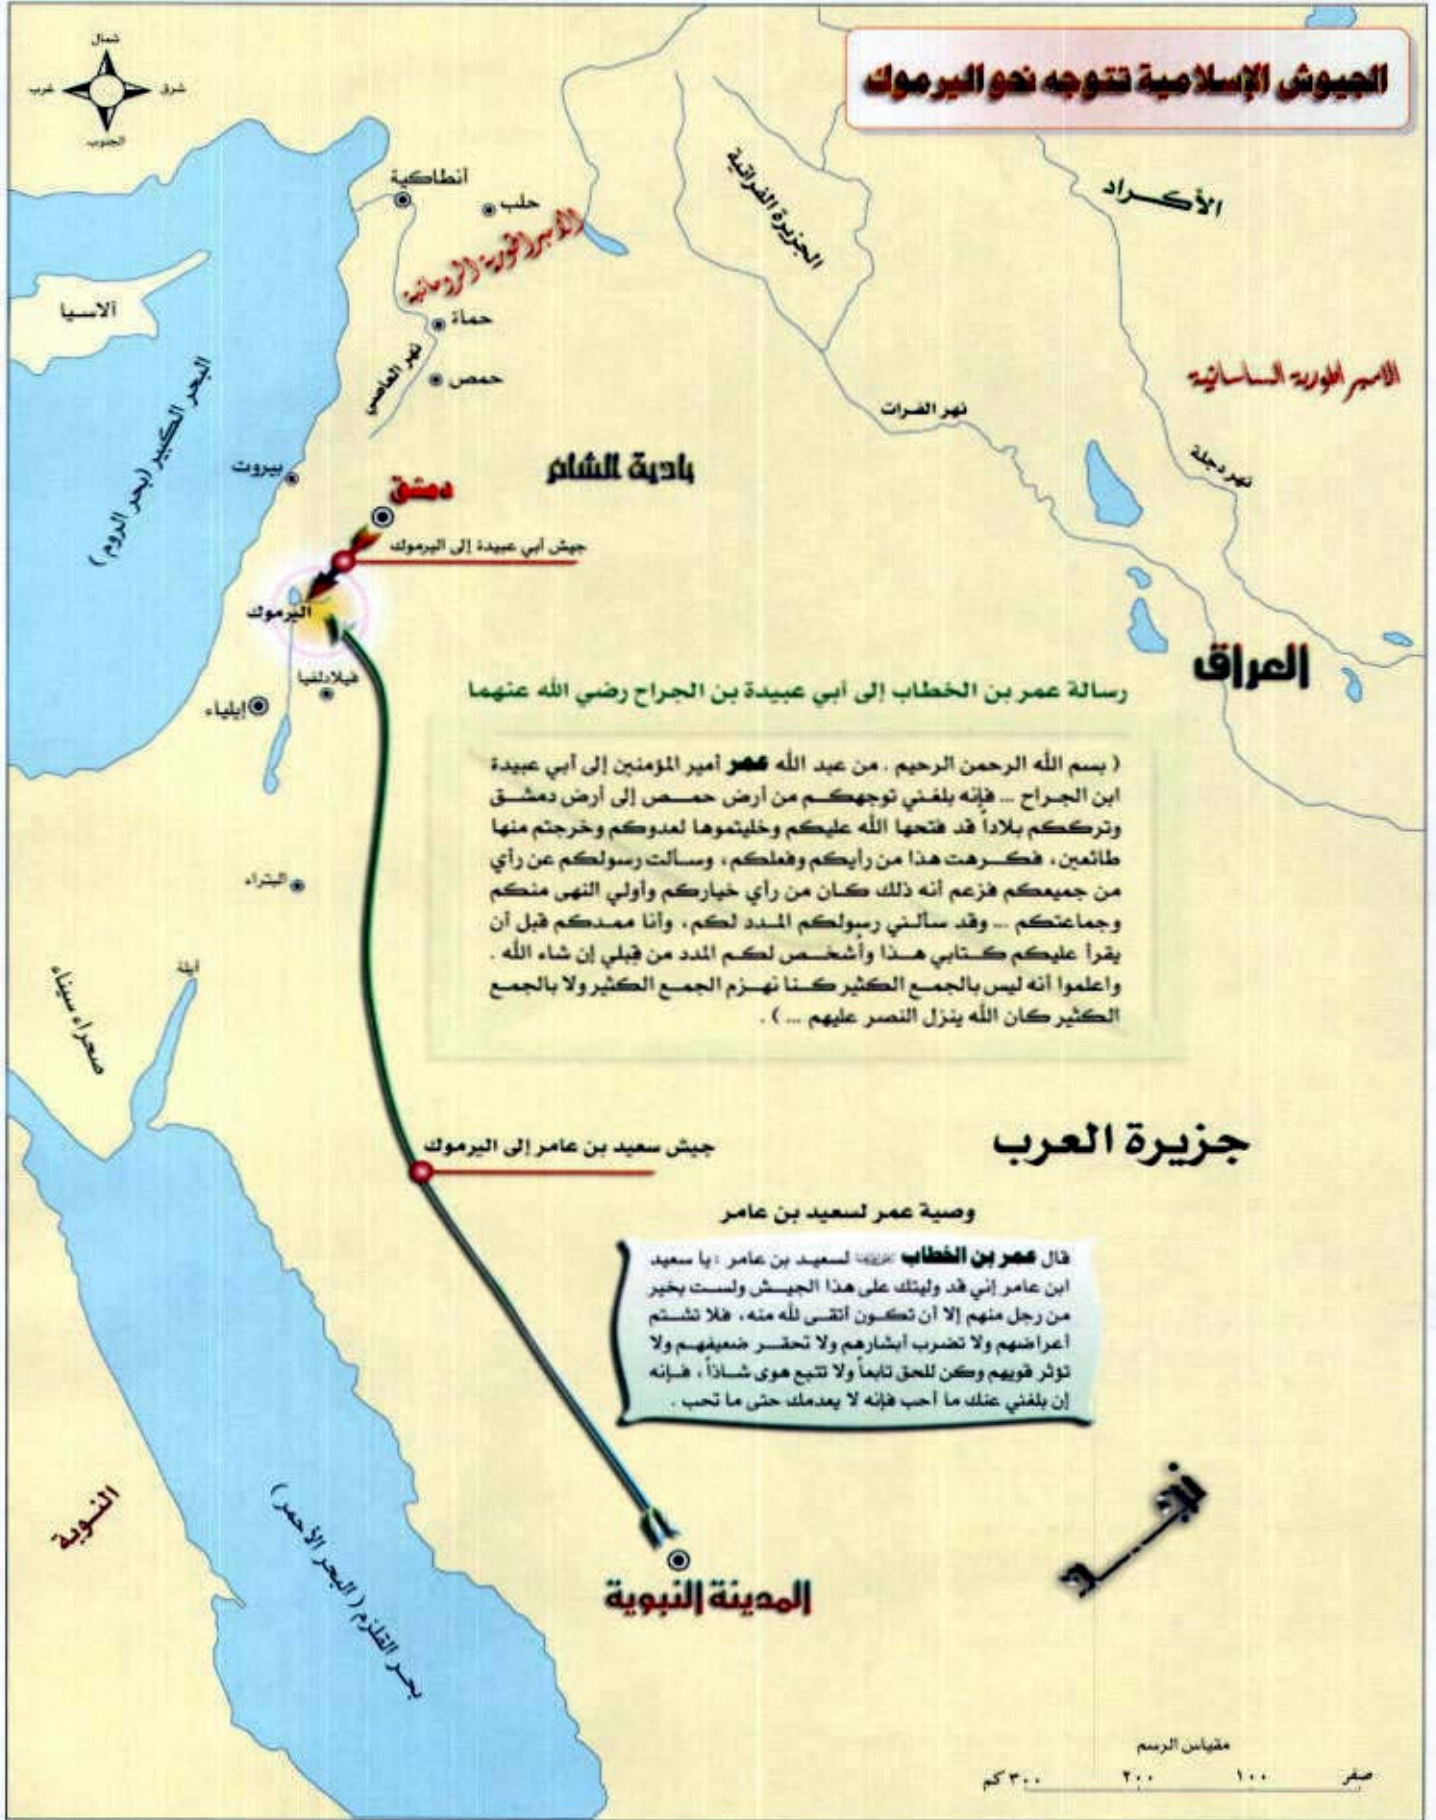 الجيوش الإسلامية تتوجه نحو اليرموك
شمال
شرق
غرب
الجنوب
أنطاكية
حلب
الجزيرة الفراتية
الأكراد
الامبراطورية الرومانية
آلاسيا
حماة
نهر العاصي
حمص
الامبراطورية الساسانية
نهر الفرات
نهر دجلة
البحر الكبير (بحر الروم)
بيروت
بادية الشام
دمشق
جيش أبي عبيدة إلى اليرموك
اليرموك
العراق
فيلادلفيا
إيلياء
رسالة عمر بن الخطاب إلى أبي عبيدة بن الجراح رضي الله عنهما
( بسم الله الرحمن الرحيم . من عبد الله عمر أمير المؤمنين إلى أبي عبيدة
ابن الجراح ... فإنه بلغني توجهكم من أرض حمص إلى أرض دمشق
وترككم بلاداً قد فتحها الله عليكم وخليتموها لعدوكم وخرجتم منها
طائعين، فكرهت هذا من رأيكم وفعلكم، وسألت رسولكم عن رأي
من جميعكم فزعم أنه ذلك كان من رأي خياركم وأولي النهى منكم
وجماعتكم ... وقد سألني رسولكم المدد لكم، وأنا ممدكم قبل أن
يقرأ عليكم كتابي هذا وأشخص لكم المدد من قِبلي إن شاء الله .
واعلموا أنه ليس بالجمع الكثير كنا نهزم الجمع الكثير ولا بالجمع
الكثير كان الله ينزل النصر عليهم ... ) .
البتراء
أيلة
صحراء سيناء
جيش سعيد بن عامر إلى اليرموك
جزيرة العرب
وصية عمر لسعيد بن عامر
قال عمر بن الخطاب لسعيد بن عامر : يا سعيد
ابن عامر إني قد وليتك على هذا الجيش ولست بخير
من رجل منهم إلا أن تكون أتقى لله منه، فلا تشتم
أعراضهم ولا تضرب أبشارهم ولا تحقر ضعيفهم ولا
تؤثر قويهم وكن للحق تابعاً ولا تتبع هوى شاذاً ، فإنه
إن بلغني عنك ما أحب فإنه لا يعدمك حتى ما تحب .
النوبة
بحر القلزم ( البحر الأحمر )
نجد
المدينة النبوية
مقياس الرسم
صفر ١٠٠ ٢٠٠ ٣٠٠ كم